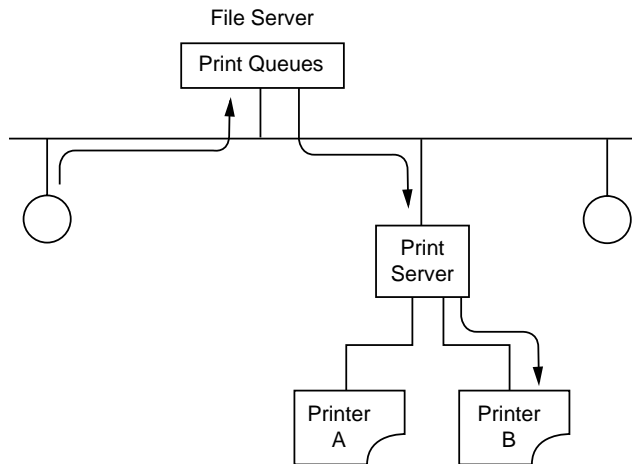 File Server
Print Queues
Print
Server
Printer
A
Printer
B